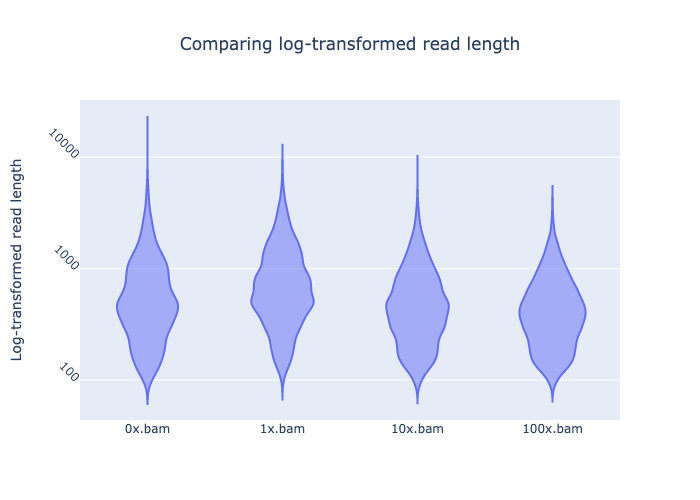 Comparing log-transformed read length
Log-transformed read length
10000
1000
100
0x.bam
1x.bam
10x.bam
100x.bam